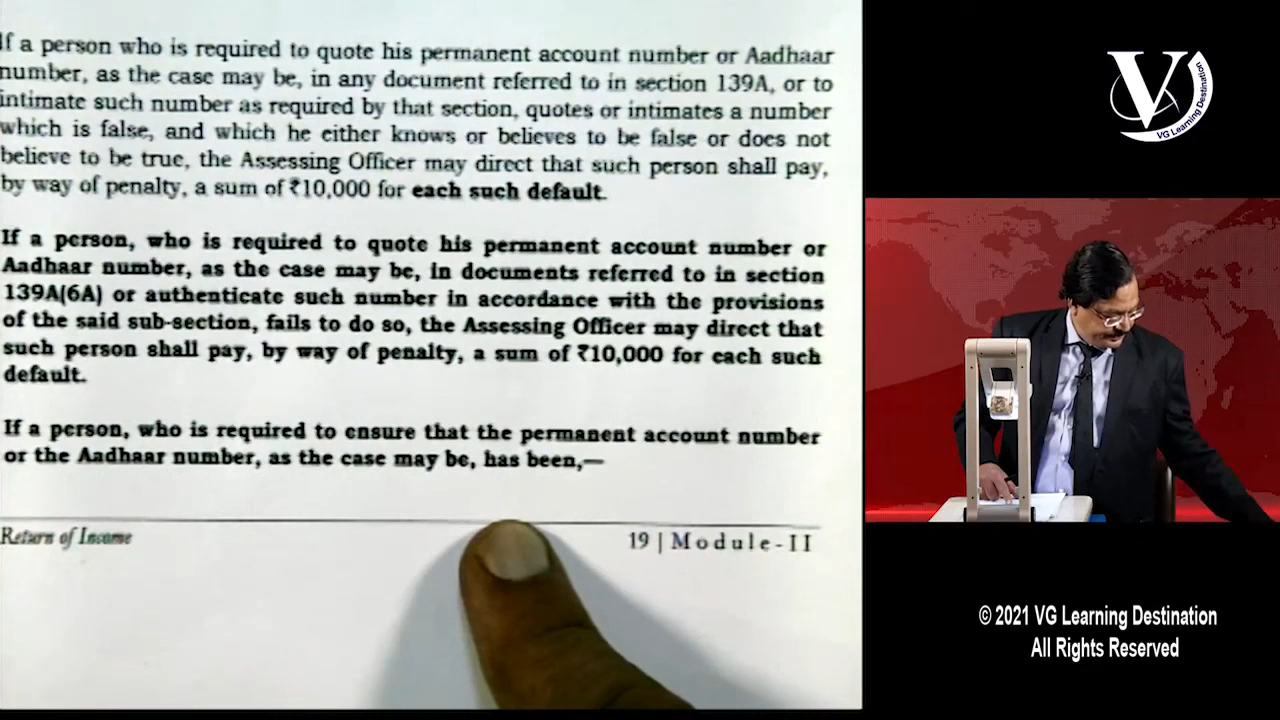 If a person who is required to quote his permanent account number or Aadhaar
number, as the case may be, in any document referred to in section 139A, or to
intimate such number as required by that section, quotes or intimates a number
which is false, and which he either knows or believes to be false or does not
believe to be true, the Assessing Officer may direct that such person shall pay,
by way of penalty, a sum of ₹10,000 for each such default.
If a person, who is required to quote his permanent account number or
Aadhaar number, as the case may be, in documents referred to in section
139A(6A) or authenticate such number in accordance with the provisions
of the said sub-section, fails to do so, the Assessing Officer may direct that
such person shall pay, by way of penalty, a sum of ₹10,000 for each such
default.
If a person, who is required to ensure that the permanent account number
or the Aadhaar number, as the case may be, has been,—
Return of Income
19 | Module-II
V
VG Learning Destination
© 2021 VG Learning Destination
All Rights Reserved